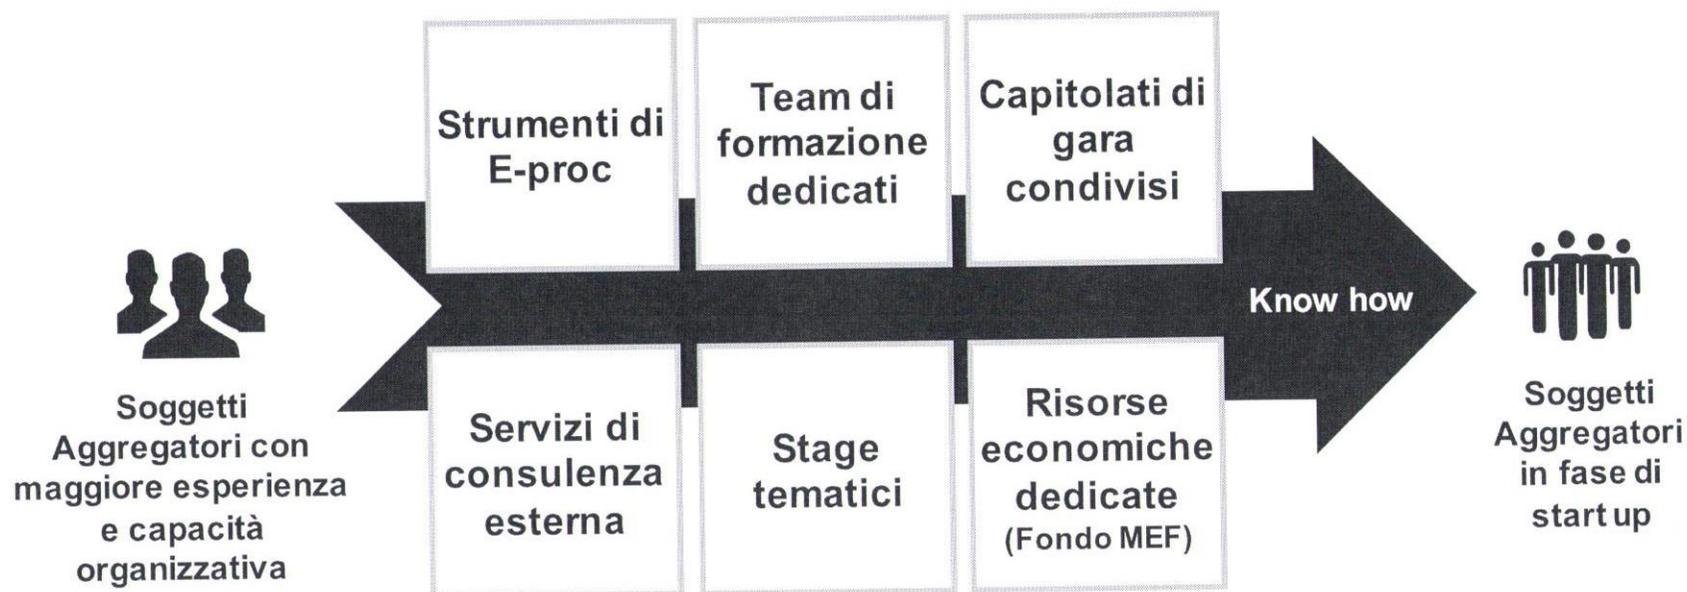 Strumenti di
E-proc
Team di
formazione
dedicati
Capitolati di
gara
condivisi
Know how
Soggetti
Aggregatori con
maggiore esperienza
e capacità
organizzativa
Servizi di
consulenza
esterna
Stage
tematici
Risorse
economiche
dedicate
(Fondo MEF)
Soggetti
Aggregatori
in fase di
start up